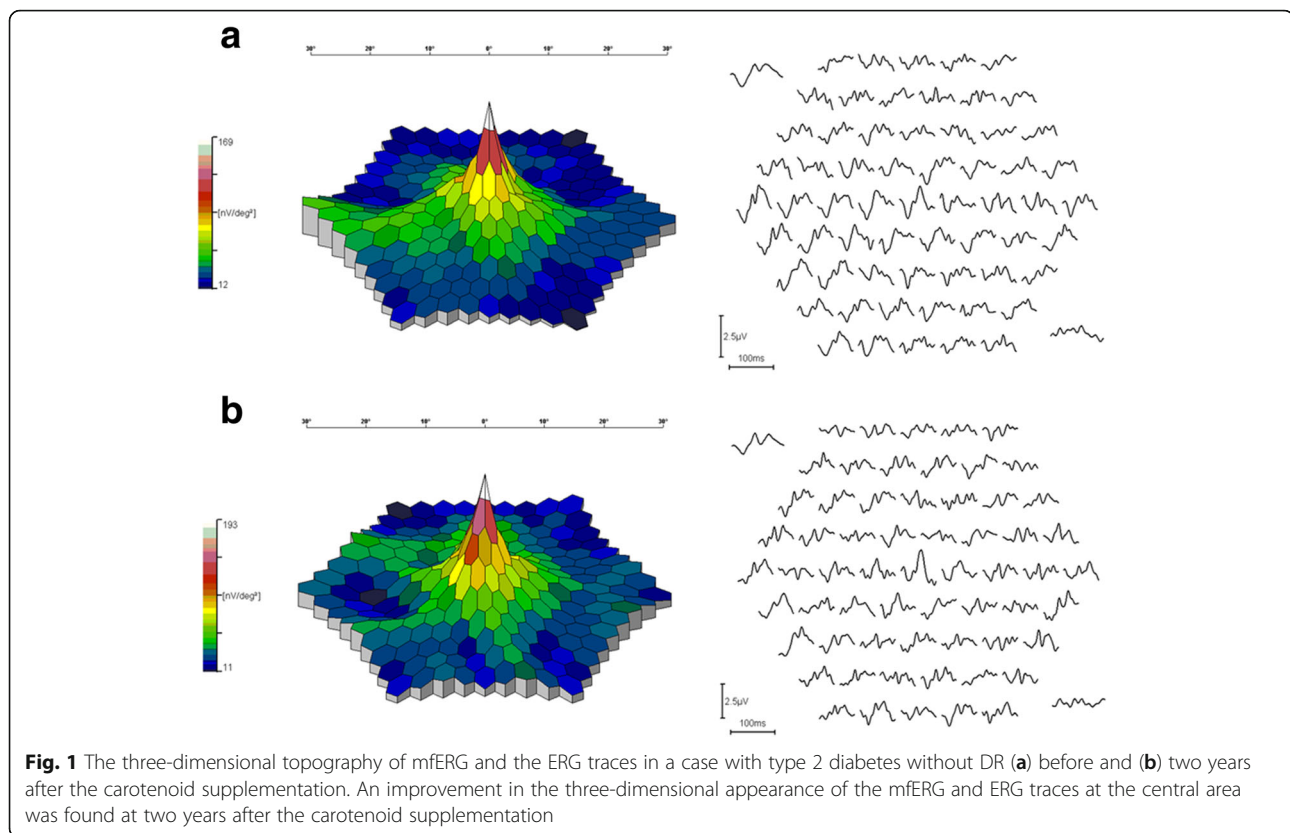 a
30° 20° 10° 0° 10° 20° 30°
169
[nV/deg²]
12
2.5µV
100ms
b
30° 20° 10° 0° 10° 20° 30°
193
[nV/deg²]
11
2.5µV
100ms
Fig. 1 The three-dimensional topography of mfERG and the ERG traces in a case with type 2 diabetes without DR (a) before and (b) two years
after the carotenoid supplementation. An improvement in the three-dimensional appearance of the mfERG and ERG traces at the central area
was found at two years after the carotenoid supplementation